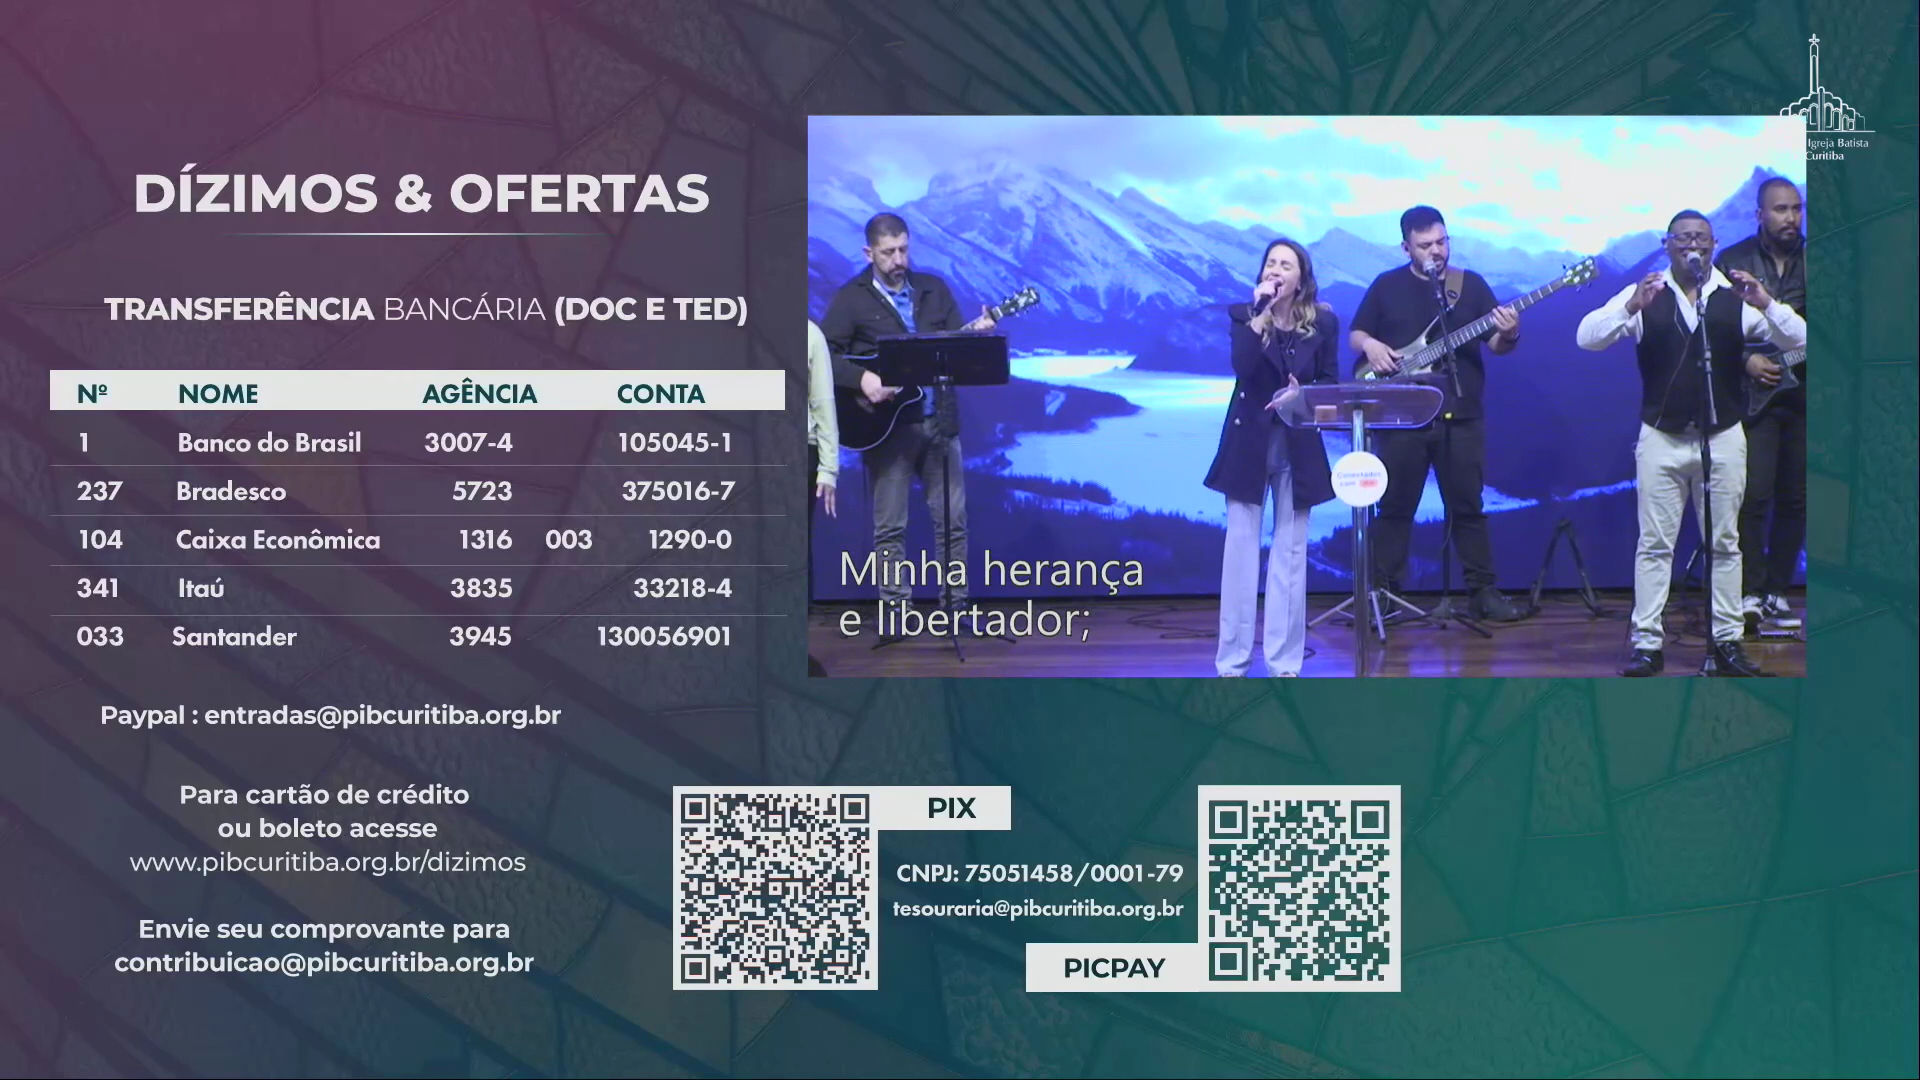 DÍZIMOS & OFERTAS
TRANSFERÊNCIA BANCÁRIA (DOC E TED)
Nº NOME AGÊNCIA CONTA
1 Banco do Brasil 3007-4 105045-1
237 Bradesco 5723 375016-7
104 Caixa Econômica 1316 003 1290-0
341 Itaú 3835 33218-4
033 Santander 3945 130056901
Paypal : entradas@pibcuritiba.org.br
Para cartão de crédito
ou boleto acesse
www.pibcuritiba.org.br/dizimos
Envie seu comprovante para
contribuicao@pibcuritiba.org.br
Igreja Batista
Curitiba
Conectados
com
Minha herança
e libertador;
PIX
CNPJ: 75051458/0001-79
tesouraria@pibcuritiba.org.br
PICPAY